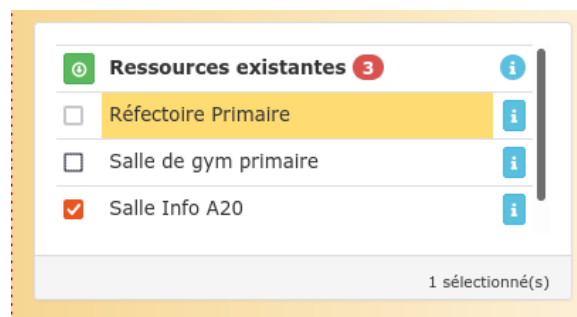 Ressources existantes 3
Réfectoire Primaire
Salle de gym primaire
Salle Info A20
1 sélectionné(s)